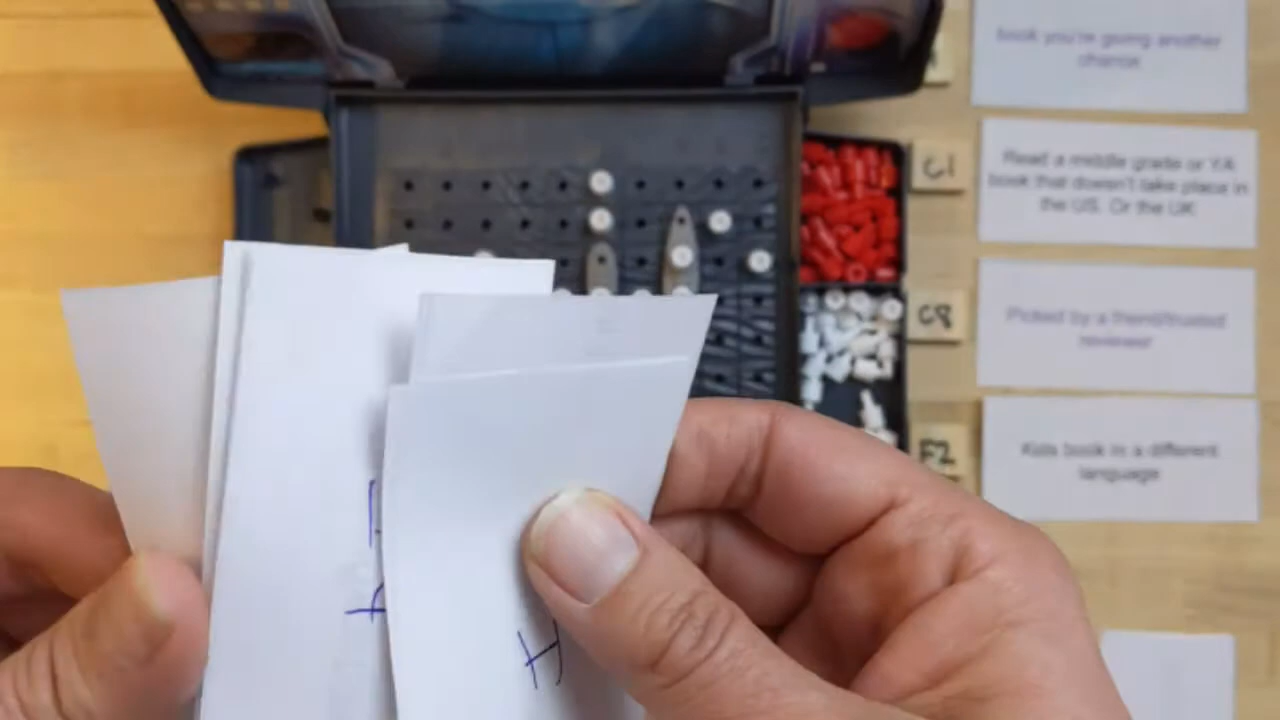 book you're giving another
chance
C1
Read a middle grade or YA
book that doesn't take place in
the US. Or the UK
C8
Picked by a friend/trusted
reviewer
F2
Kids book in a different
language
H